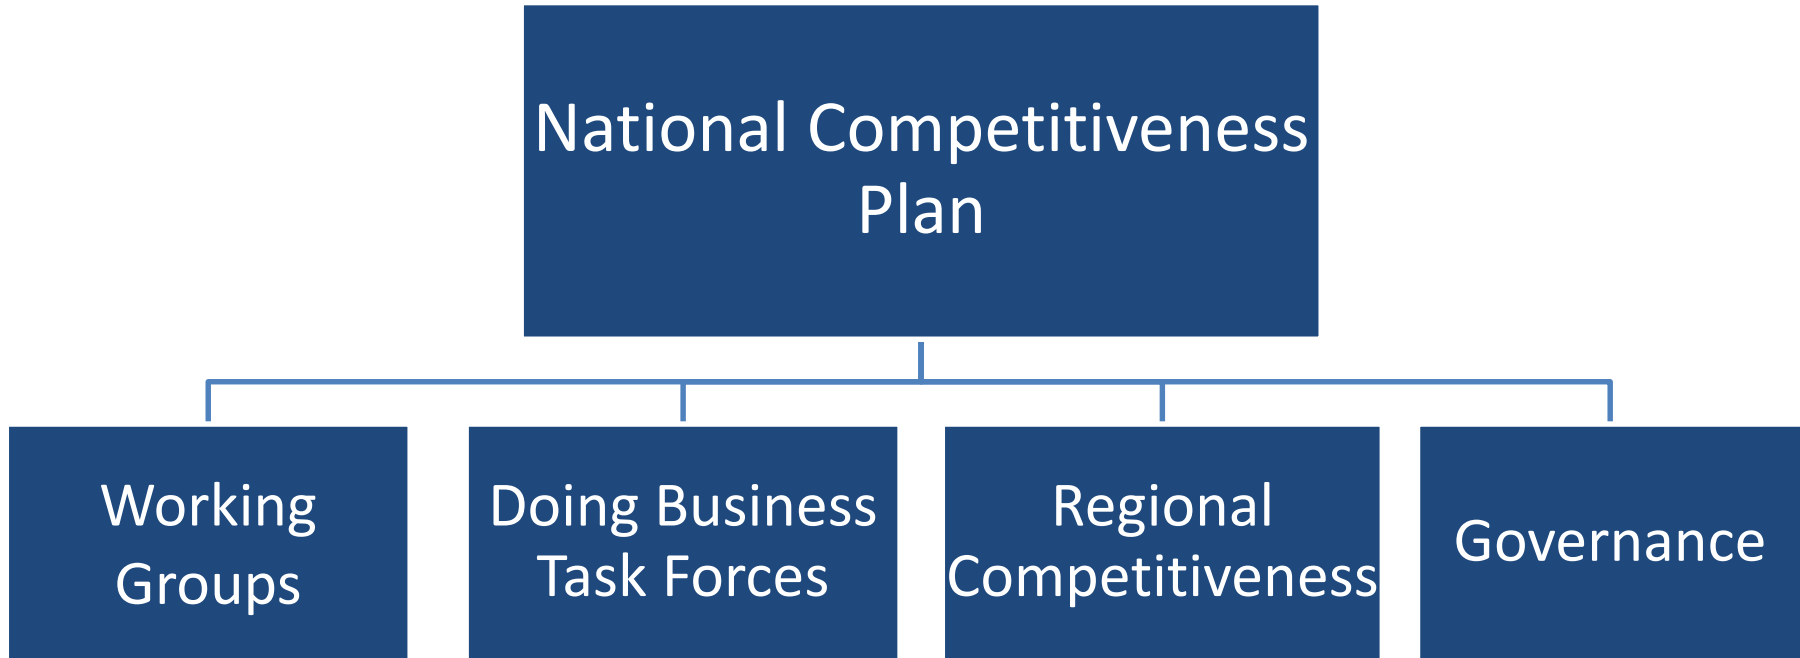 National Competitiveness
Plan
Working
Groups
Doing Business
Task Forces
Regional
Competitiveness
Governance